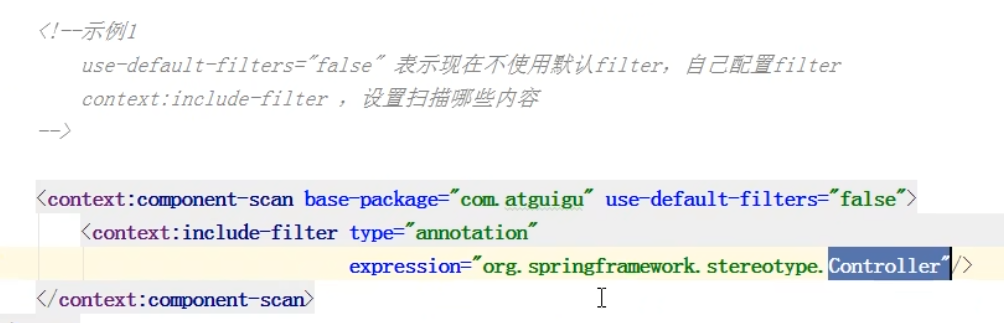 <!--示例1
use-default-filters="false" 表示现在不使用默认filter，自己配置filter
context:include-filter ，设置扫描哪些内容
-->
<context:component-scan base-package="com.atguigu" use-default-filters="false">
<context:include-filter type="annotation"
expression="org.springframework.stereotype.Controller"/>
</context:component-scan>